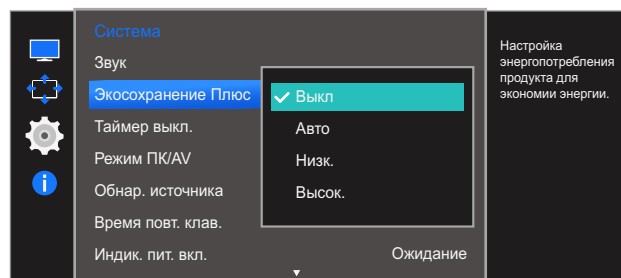 Система
Звук
Экосохранение Плюс
Выкл
Таймер выкл.
Авто
Режим ПК/AV
Низк.
Обнар. источника
Высок.
Время повт. клав.
Индик. пит. вкл.
Ожидание
Настройка
энергопотребления
продукта для
экономии энергии.